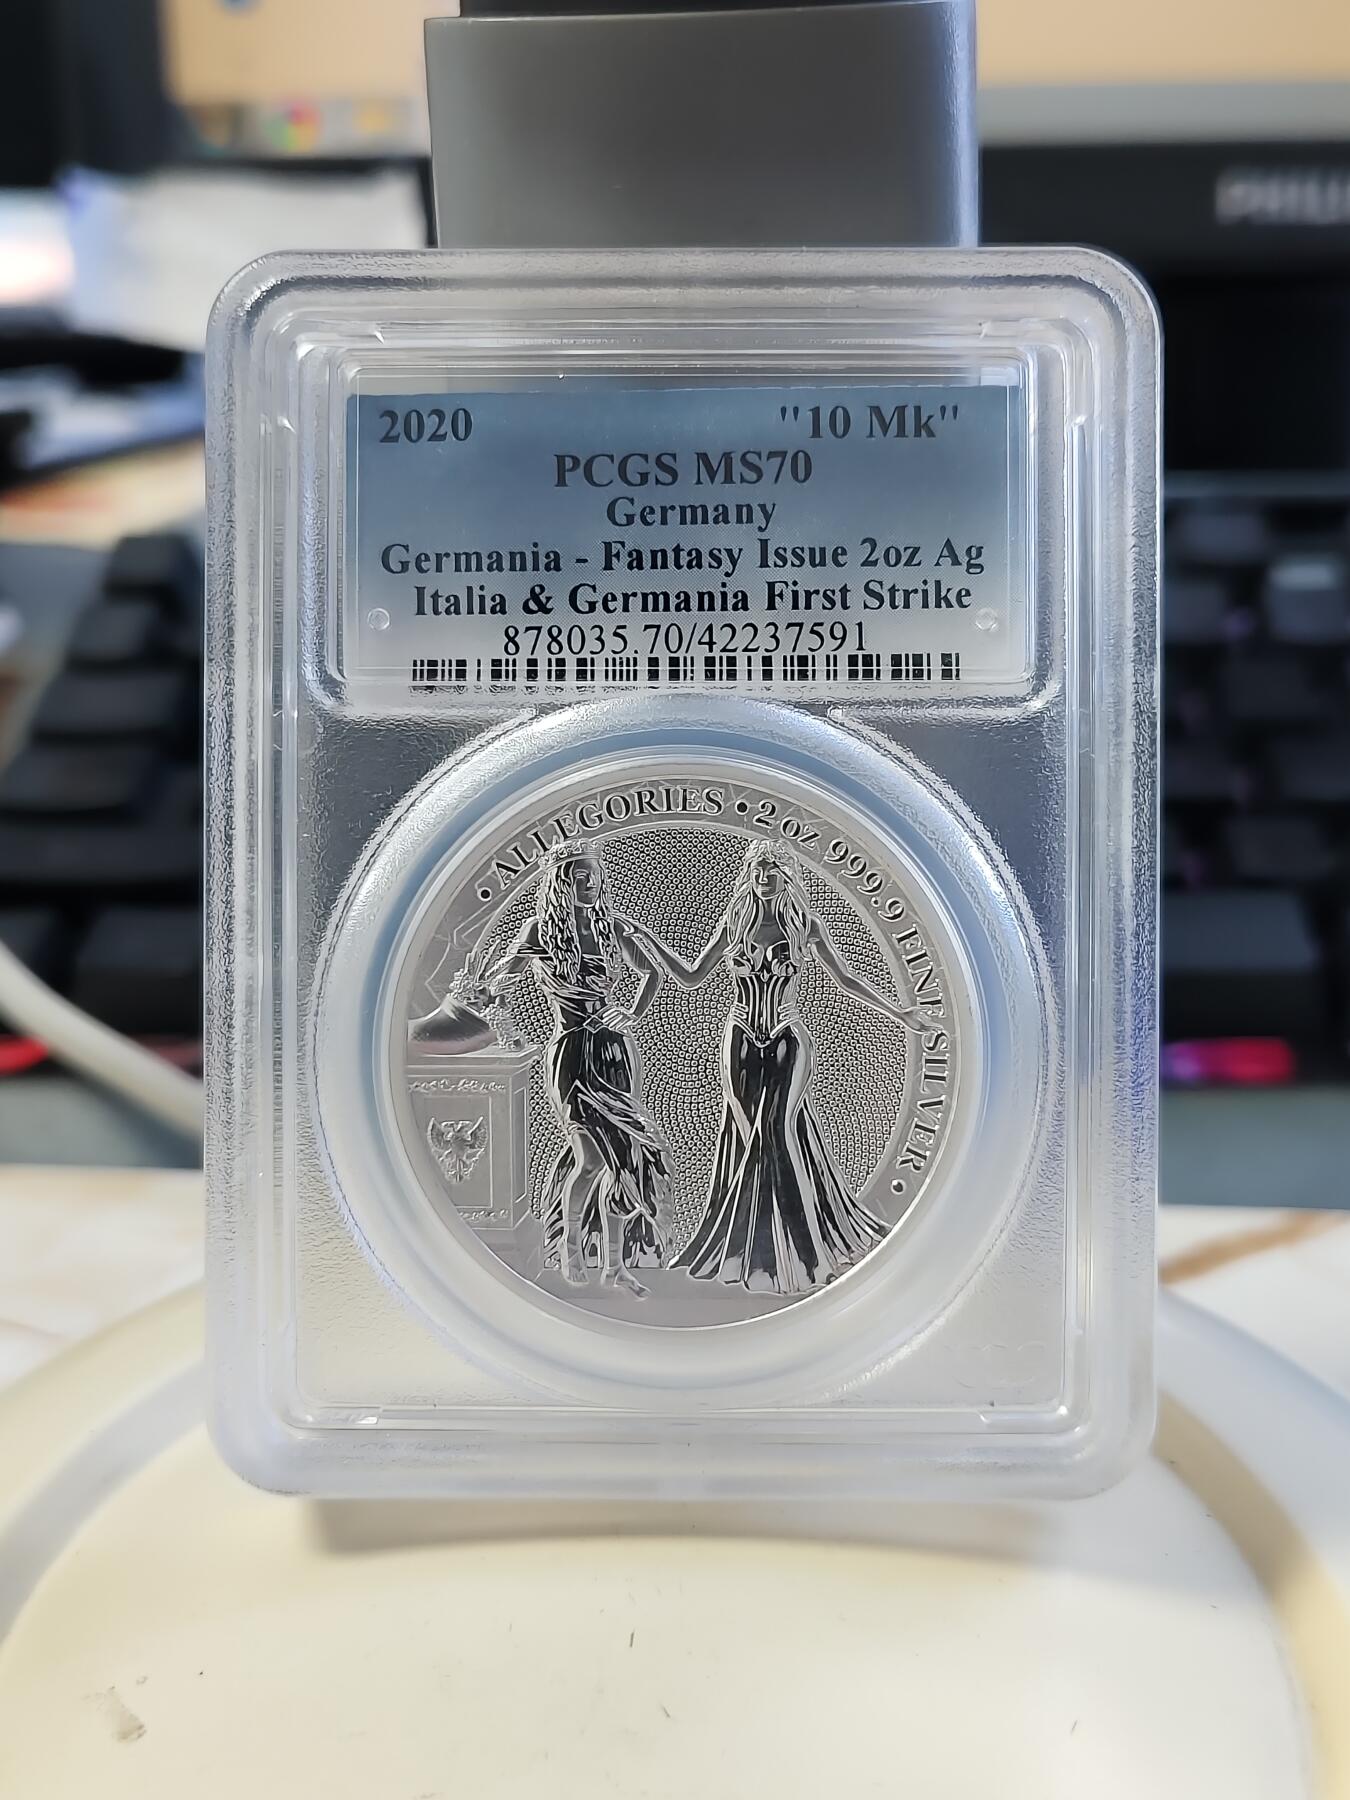 2020 "10 Mk"
PCGS MS70
Germany
Germania - Fantasy Issue 2oz Ag
Italia & Germania First Strike
878035.70/42237591
• ALLEGORIES • 2 oz 999.9 FINE SILVER •